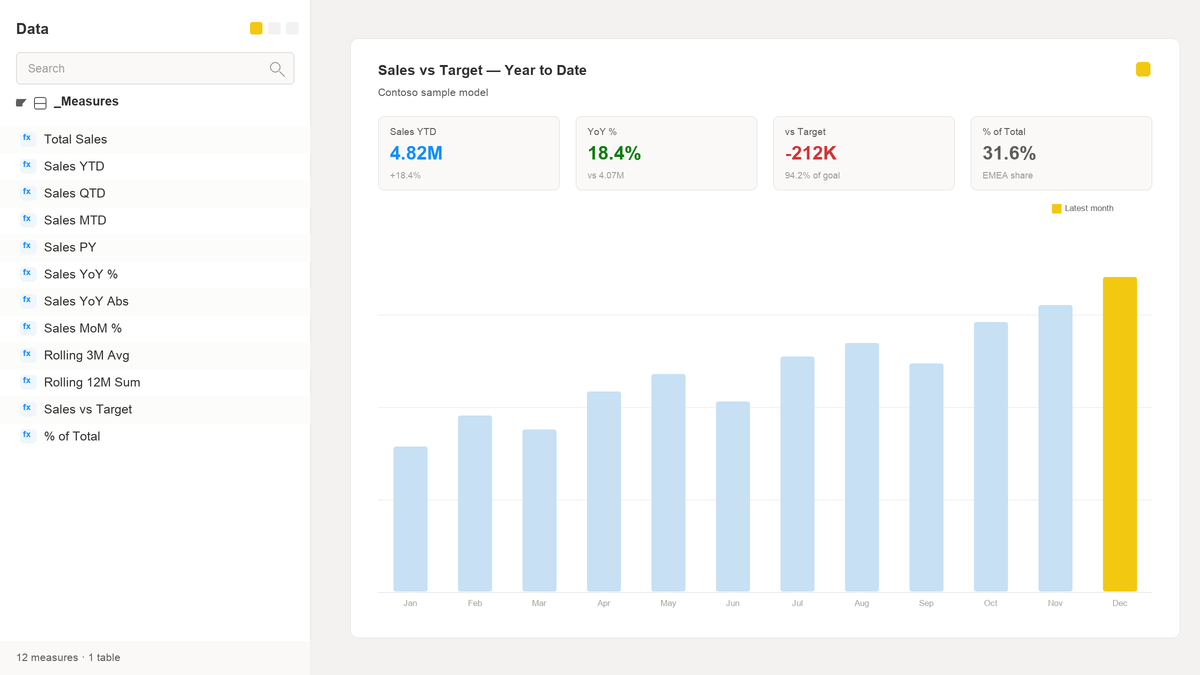 Data
Search
_Measures
fx Total Sales
fx Sales YTD
fx Sales QTD
fx Sales MTD
fx Sales PY
fx Sales YoY %
fx Sales YoY Abs
fx Sales MoM %
fx Rolling 3M Avg
fx Rolling 12M Sum
fx Sales vs Target
fx % of Total
12 measures · 1 table
Sales vs Target — Year to Date
Contoso sample model
Sales YTD
4.82M
+18.4%
YoY %
18.4%
vs 4.07M
vs Target
-212K
94.2% of goal
% of Total
31.6%
EMEA share
Latest month
Jan Feb Mar Apr May Jun Jul Aug Sep Oct Nov Dec